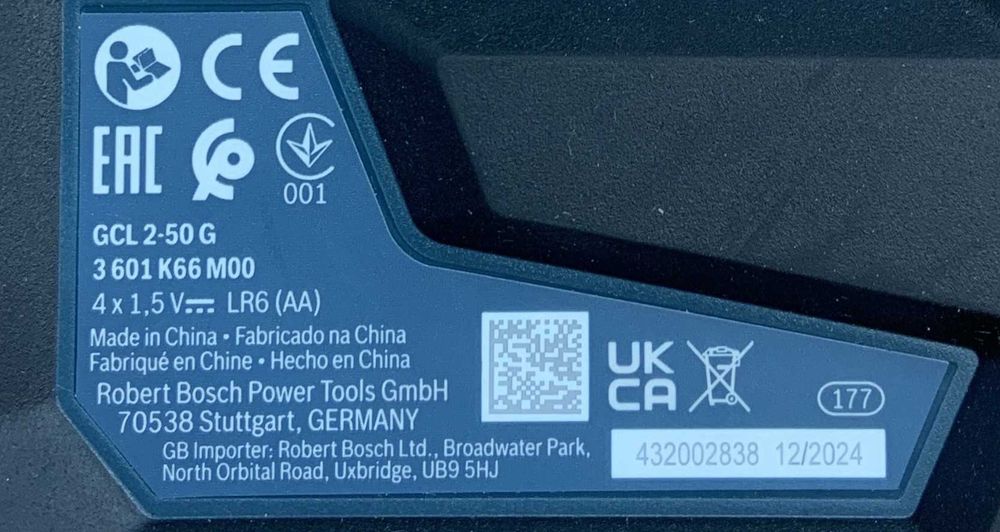 CE
EAC
001
GCL 2-50 G
3 601 K66 M00
4 x 1,5 V⎓ LR6 (AA)
Made in China • Fabricado na China
Fabriqué en Chine • Hecho en China
Robert Bosch Power Tools GmbH
70538 Stuttgart, GERMANY
GB Importer: Robert Bosch Ltd., Broadwater Park,
North Orbital Road, Uxbridge, UB9 5HJ
UK
CA
177
432002838 12/2024